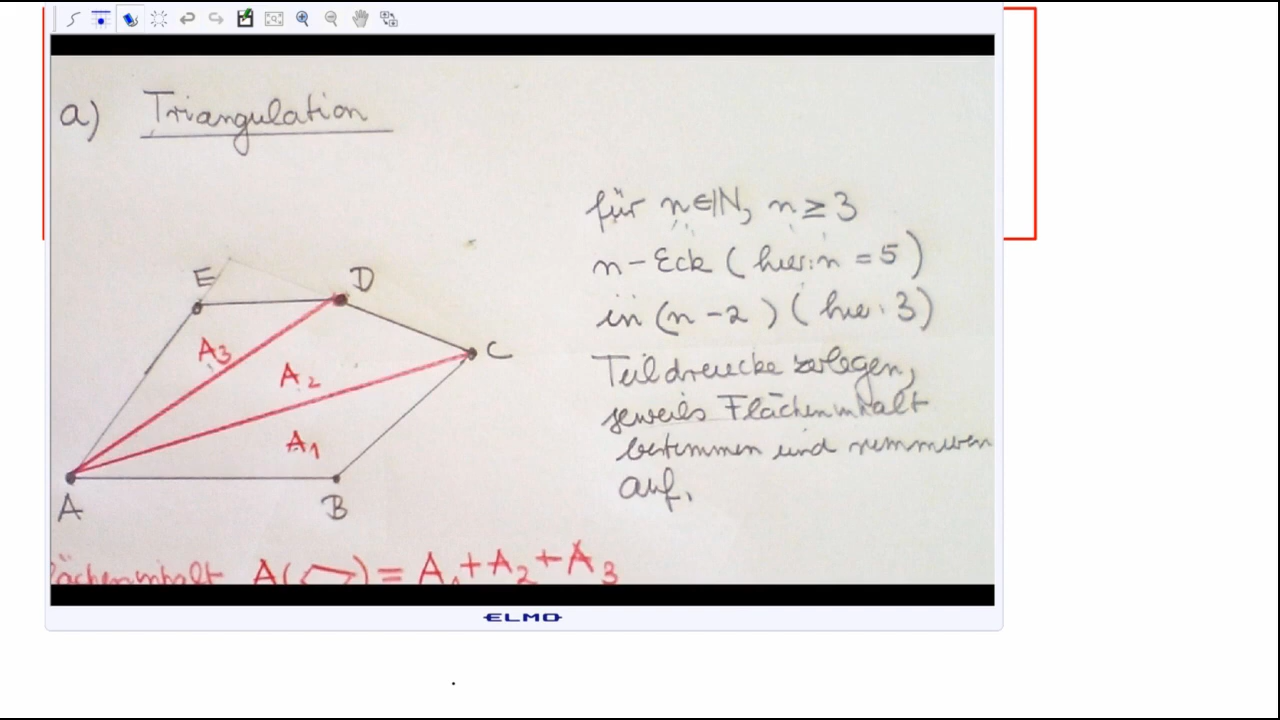 a) Triangulation
für n∈ℕ, n ≥ 3
n-Eck (hier: n = 5)
in (n-2) (hier: 3)
Teildreiecke zerlegen,
jeweils Flächeninhalt
bestimmen und summieren
auf.
E
D
C
A3
A2
A1
A
B
Flächeninhalt A( ) = A1 + A2 + A3
ELMO